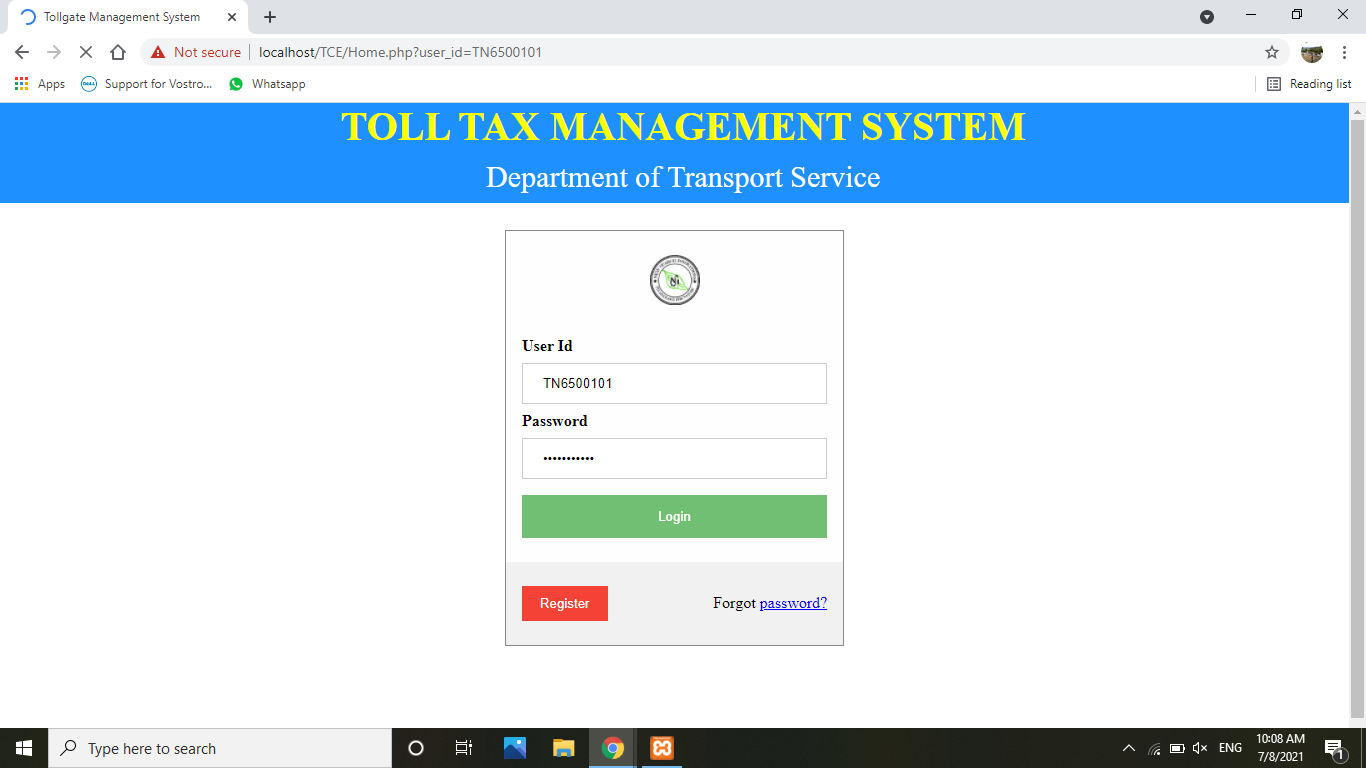 Tollgate Management System
Not secure
localhost/TCE/Home.php?user_id=TN6500101
Apps
Support for Vostro...
Whatsapp
Reading list
TOLL TAX MANAGEMENT SYSTEM
Department of Transport Service
User Id
TN6500101
Password
•••••••••••
Login
Register
Forgot password?
Type here to search
ENG
10:08 AM
7/8/2021
1